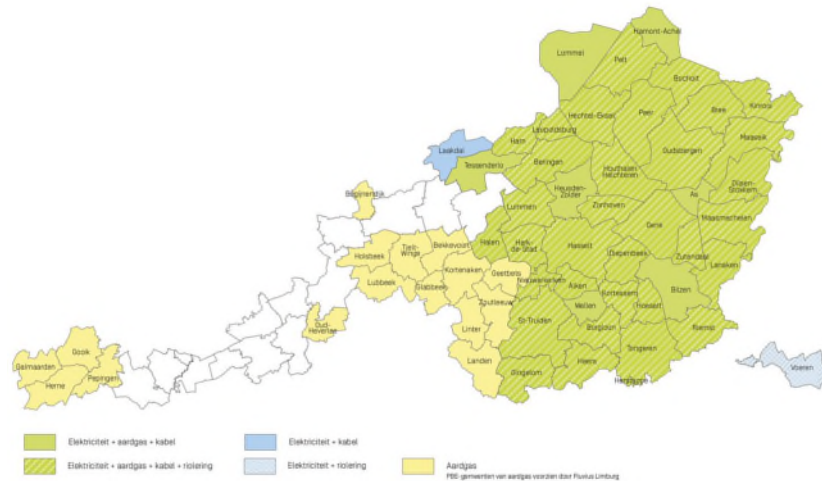 Hamont-Achel
Lommel
Pelt
Bocholt
Kinrooi
Bree
Hechtel-Eksel
Peer
Leopoldsburg
Maaseik
Ham
Laakdal
Oudsbergen
Tessenderlo
Beringen
Houthalen-
Helchteren
Dilsen-
Stokkem
Heusden-
Zolder
As
Begijnendijk
Lummen
Zonhoven
Maasmechelen
Genk
Halen
Herk-
de-Stad
Hasselt
Diepenbeek
Zutendaal
Lanaken
Holsbeek
Tielt-
Winge
Bekkevoort
Kortenaken
Geetbets
Nieuwerkerken
Lubbeek
Glabbeek
Alken
Kortessem
Bilzen
Zoutleeuw
Wellen
Hoeselt
Oud-
Heverlee
Linter
St-Truiden
Borgloon
Riemst
Tongeren
Gooik
Galmaarden
Landen
Heers
Voeren
Herne
Pepingen
Gingelom
Herstappe
Elektriciteit + aardgas + kabel
Elektriciteit + kabel
Elektriciteit + aardgas + kabel + riolering
Elektriciteit + riolering
Aardgas
PBE-gemeenten van aardgas voorzien door Fluvius Limburg